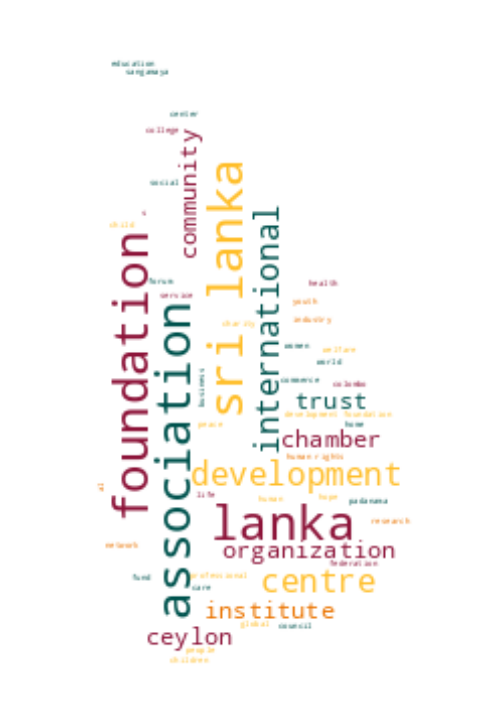 education
sangamaya
center
college
community
sri lanka
social
international
child
foundation
forum
service
association
health
youth
charity
industry
women
welfare
world
business
commerce
colombo
trust
development foundation
peace
home
chamber
human rights
development
al
life
human
hope
padanama
lanka
research
network
organization
federation
fund
professional
care
centre
institute
global
council
ceylon
people
children